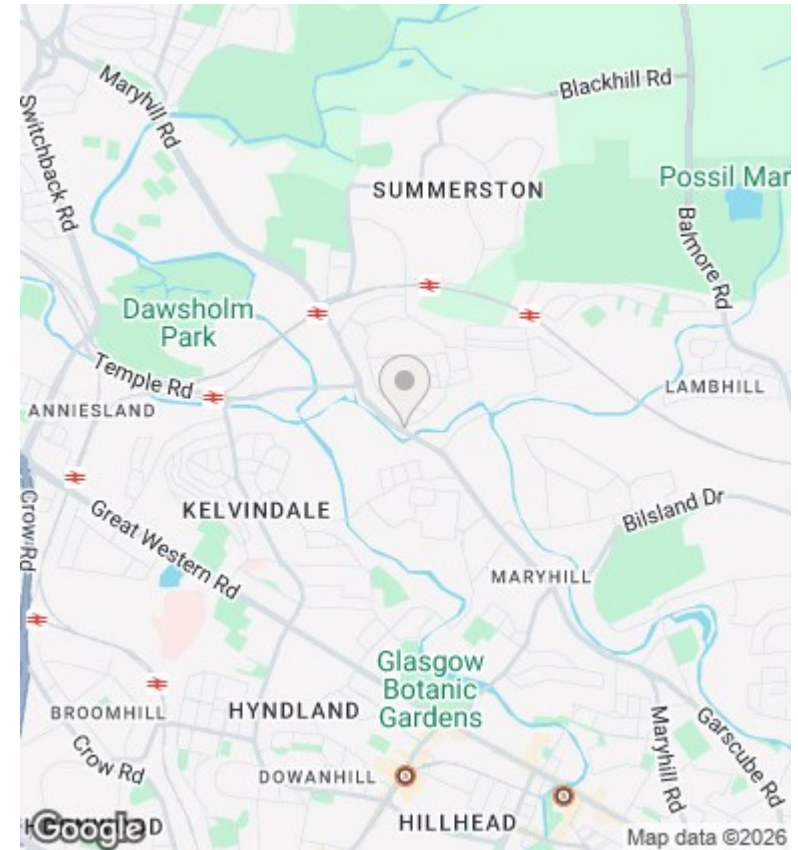 Maryhill Rd
Blackhill Rd
Switchback Rd
SUMMERSTON
Possil Mar
Balmore Rd
Dawsholm
Park
Temple Rd
LAMBHILL
ANNIESLAND
Crow Rd
KELVINDALE
Great Western Rd
Bilsland Dr
MARYHILL
Glasgow
Botanic
Gardens
HYNDLAND
BROOMHILL
Crow Rd
Maryhill Rd
Garscube Rd
DOWANHILL
HILLHEAD
Google
Map data ©2026